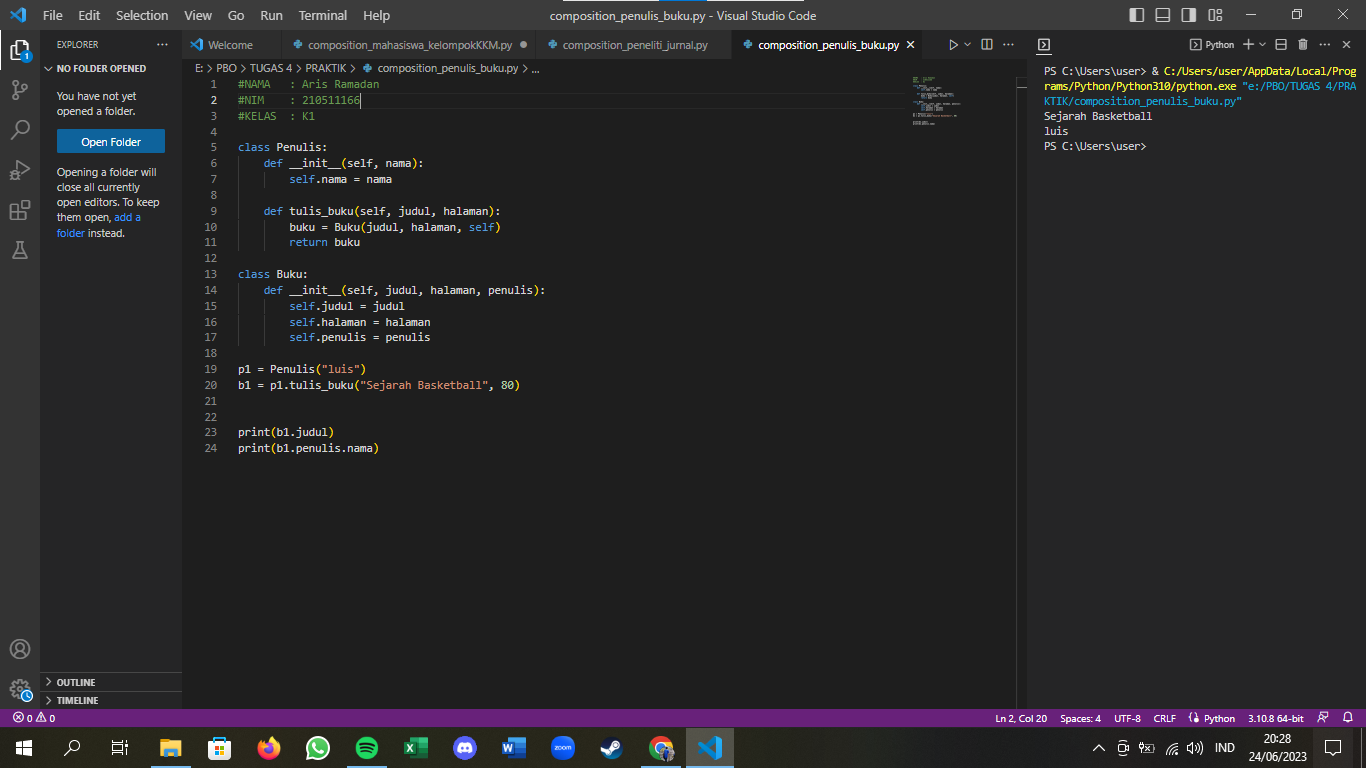 File Edit Selection View Go Run Terminal Help
composition_penulis_buku.py - Visual Studio Code
EXPLORER
NO FOLDER OPENED
You have not yet
opened a folder.
Open Folder
Opening a folder will
close all currently
open editors. To keep
them open, add a
folder instead.
OUTLINE
TIMELINE
Welcome
composition_mahasiswa_kelompokKKM.py
composition_peneliti_jurnal.py
composition_penulis_buku.py
E: > PBO > TUGAS 4 > PRAKTIK > composition_penulis_buku.py > ...
1 #NAMA   : Aris Ramadan
2 #NIM    : 210511166
3 #KELAS  : K1
4
5 class Penulis:
6     def __init__(self, nama):
7         self.nama = nama
8
9     def tulis_buku(self, judul, halaman):
10         buku = Buku(judul, halaman, self)
11         return buku
12
13 class Buku:
14     def __init__(self, judul, halaman, penulis):
15         self.judul = judul
16         self.halaman = halaman
17         self.penulis = penulis
18
19 p1 = Penulis("luis")
20 b1 = p1.tulis_buku("Sejarah Basketball", 80)
21
22
23 print(b1.judul)
24 print(b1.penulis.nama)
Python
PS C:\Users\user> & C:/Users/user/AppData/Local/Prog
rams/Python/Python310/python.exe "e:/PBO/TUGAS 4/PRA
KTIK/composition_penulis_buku.py"
Sejarah Basketball
luis
PS C:\Users\user>
0 0
Ln 2, Col 20 Spaces: 4 UTF-8 CRLF Python 3.10.8 64-bit
zoom
IND
20:28
24/06/2023